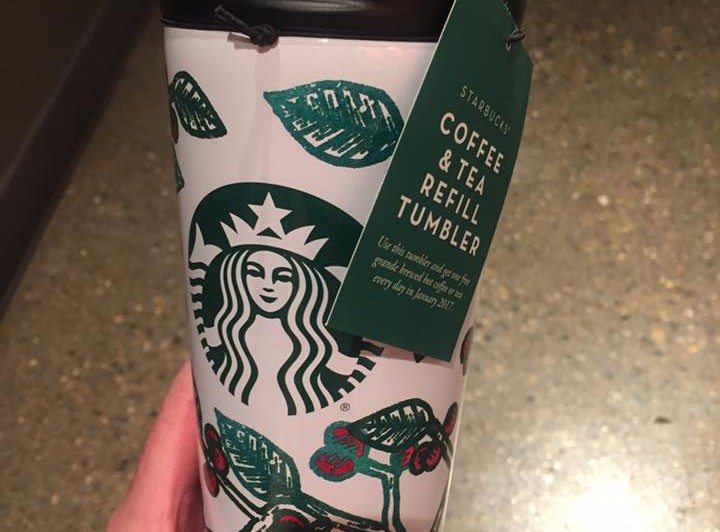 STARBUCKS®
COFFEE
& TEA
REFILL
TUMBLER
Use this tumbler and get one free
grande brewed hot coffee or tea
every day in January 2017.
®